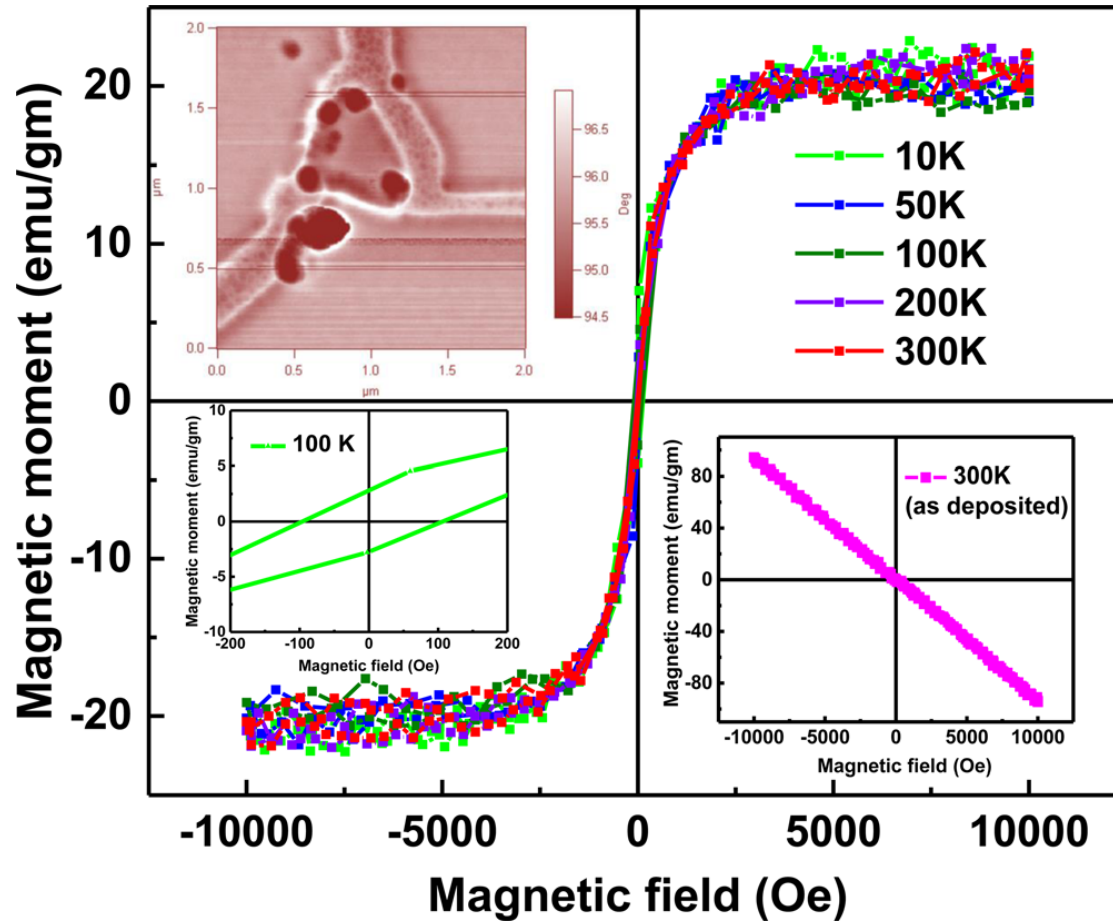 Magnetic moment (emu/gm)
20
10
0
-10
-20
-10000 -5000 0 5000 10000
Magnetic field (Oe)
10K
50K
100K
200K
300K
2.0
1.5
1.0
0.5
0.0
µm
0.0 0.5 1.0 1.5 2.0
µm
96.5
96.0
95.5
95.0
94.5
Deg
Magnetic moment (emu/gm)
10
5
0
-5
-10
100 K
-200 -100 0 100 200
Magnetic field (Oe)
Magnetic moment (emu/gm)
80
40
0
-40
-80
300K
(as deposited)
-10000 -5000 0 5000 10000
Magnetic field (Oe)